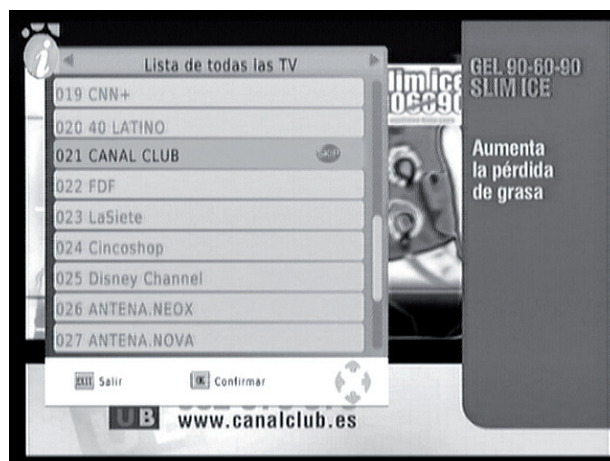 Lista de todas las TV
019 CNN+
020 40 LATINO
021 CANAL CLUB SKIP
022 FDF
023 LaSiete
024 Cincoshop
025 Disney Channel
026 ANTENA.NEOX
027 ANTENA.NOVA
EXIT Salir
OK Confirmar
GEL 90-60-90
SLIM ICE
Aumenta
la pérdida
de grasa
UB
www.canalclub.es